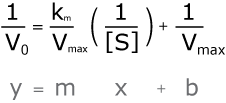 1/V₀ = kₘ/Vₘₐₓ ( 1/[S] ) + 1/Vₘₐₓ
y = m x + b